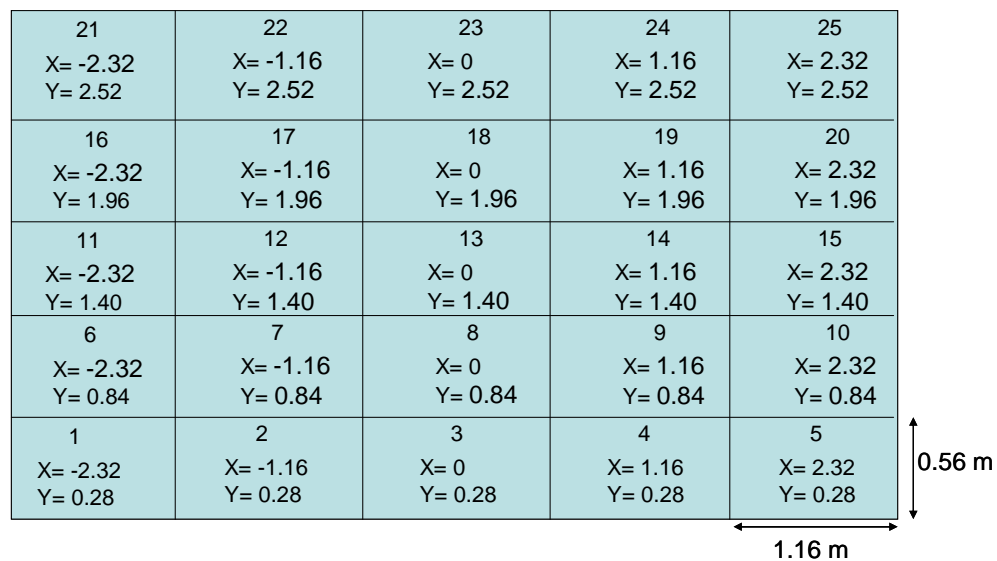 21
X= -2.32
Y= 2.52
22
X= -1.16
Y= 2.52
23
X= 0
Y= 2.52
24
X= 1.16
Y= 2.52
25
X= 2.32
Y= 2.52
16
X= -2.32
Y= 1.96
17
X= -1.16
Y= 1.96
18
X= 0
Y= 1.96
19
X= 1.16
Y= 1.96
20
X= 2.32
Y= 1.96
11
X= -2.32
Y= 1.40
12
X= -1.16
Y= 1.40
13
X= 0
Y= 1.40
14
X= 1.16
Y= 1.40
15
X= 2.32
Y= 1.40
6
X= -2.32
Y= 0.84
7
X= -1.16
Y= 0.84
8
X= 0
Y= 0.84
9
X= 1.16
Y= 0.84
10
X= 2.32
Y= 0.84
1
X= -2.32
Y= 0.28
2
X= -1.16
Y= 0.28
3
X= 0
Y= 0.28
4
X= 1.16
Y= 0.28
5
X= 2.32
Y= 0.28
0.56 m
1.16 m